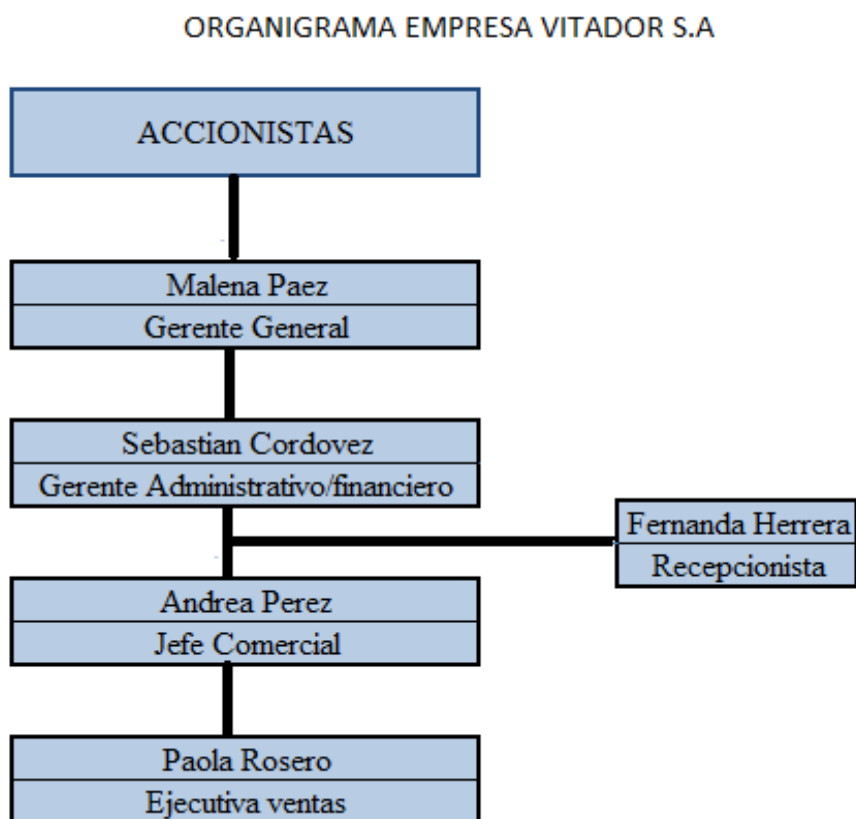 ORGANIGRAMA EMPRESA VITADOR S.A
ACCIONISTAS
Malena Paez
Gerente General
Sebastian Cordovez
Gerente Administrativo/financiero
Fernanda Herrera
Recepcionista
Andrea Perez
Jefe Comercial
Paola Rosero
Ejecutiva ventas